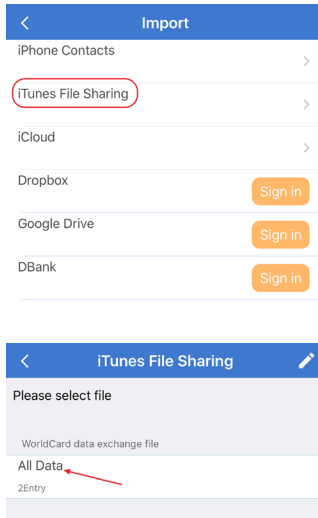 Import
iPhone Contacts
iTunes File Sharing
iCloud
Dropbox
Sign in
Google Drive
Sign in
DBank
Sign in
iTunes File Sharing
Please select file
WorldCard data exchange file
All Data
2Entry